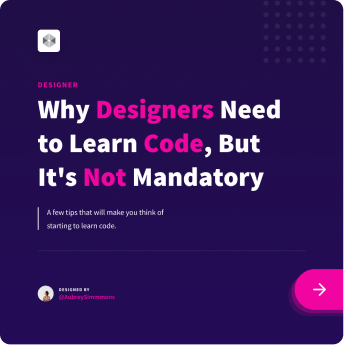 DESIGNER
Why Designers Need
to Learn Code, But
It's Not Mandatory
A few tips that will make you think of
starting to learn code.
DESIGNED BY
@AubreySimmmons